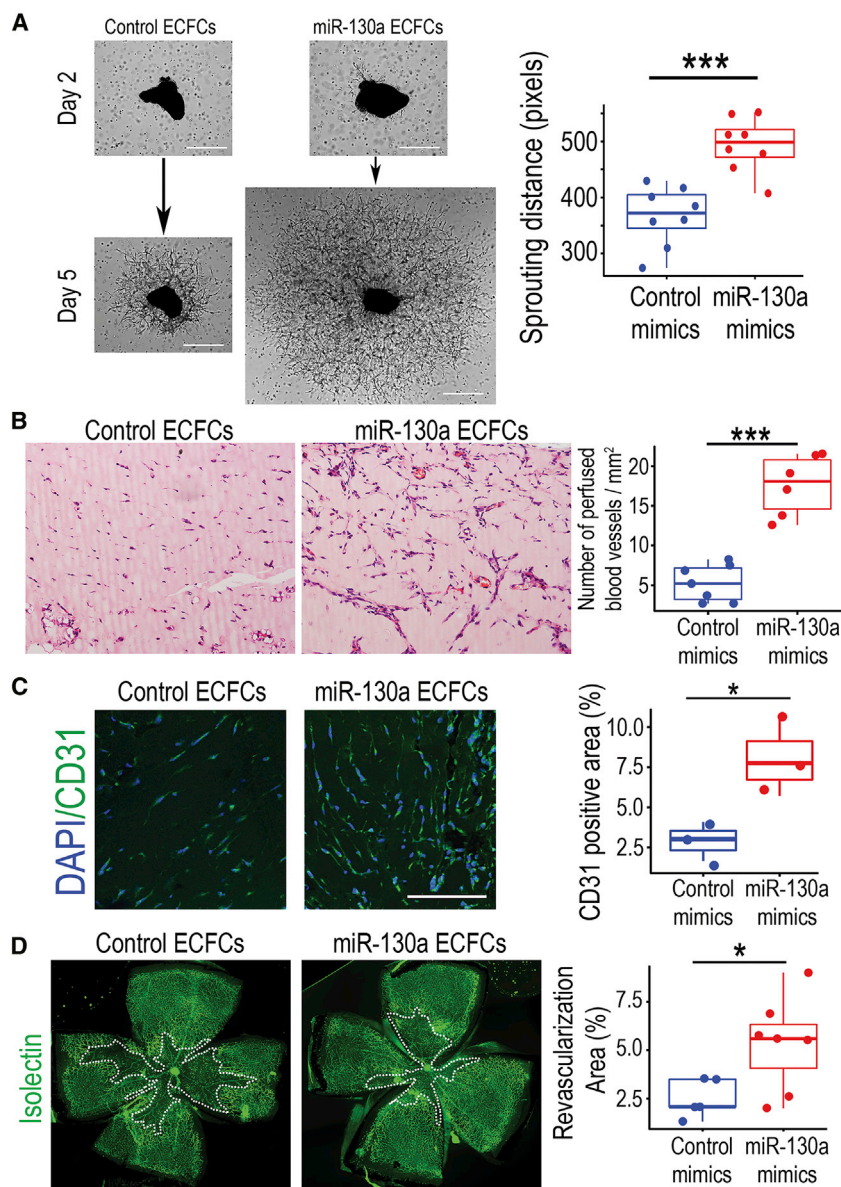 A
Control ECFCs
miR-130a ECFCs
Day 2
Day 5
Sprouting distance (pixels)
***
500
400
300
Control
mimics
miR-130a
mimics
B
Control ECFCs
miR-130a ECFCs
Number of perfused
blood vessels / mm²
***
20
15
10
5
Control
mimics
miR-130a
mimics
C
Control ECFCs
miR-130a ECFCs
DAPI/CD31
CD31 positive area (%)
*
10.0
7.5
5.0
2.5
Control
mimics
miR-130a
mimics
D
Control ECFCs
miR-130a ECFCs
Isolectin
Revascularization
Area (%)
*
7.5
5.0
2.5
Control
mimics
miR-130a
mimics